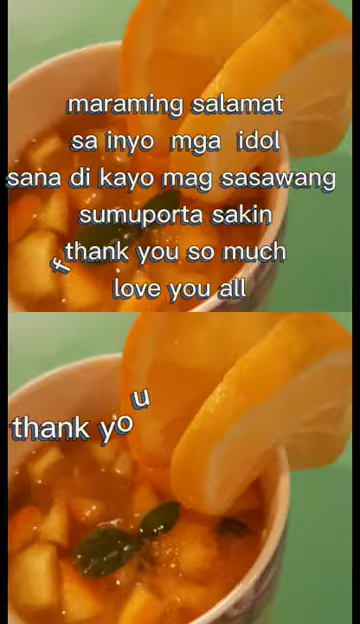 maraming salamat
sa inyo mga idol
sana di kayo mag sasawang
sumuporta sakin
thank you so much
f
love you all
thank you